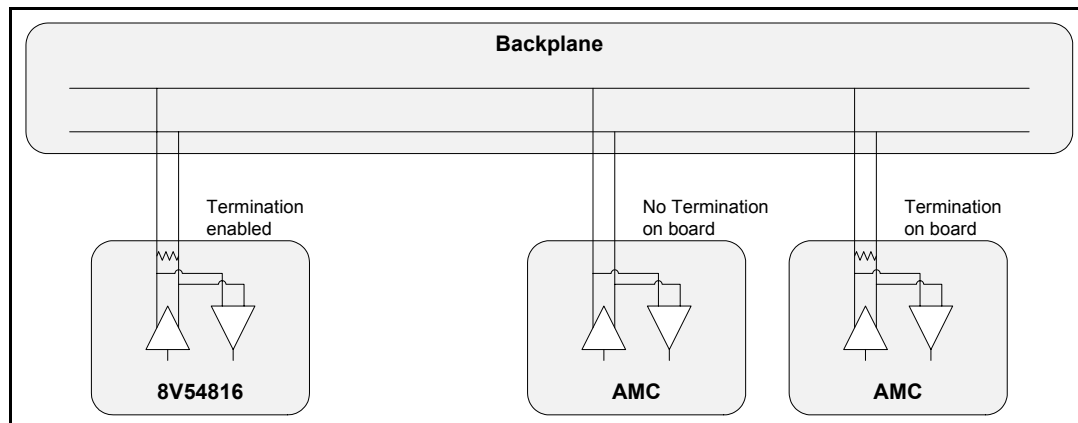 Backplane
Termination
enabled
No Termination
on board
Termination
on board
8V54816
AMC
AMC